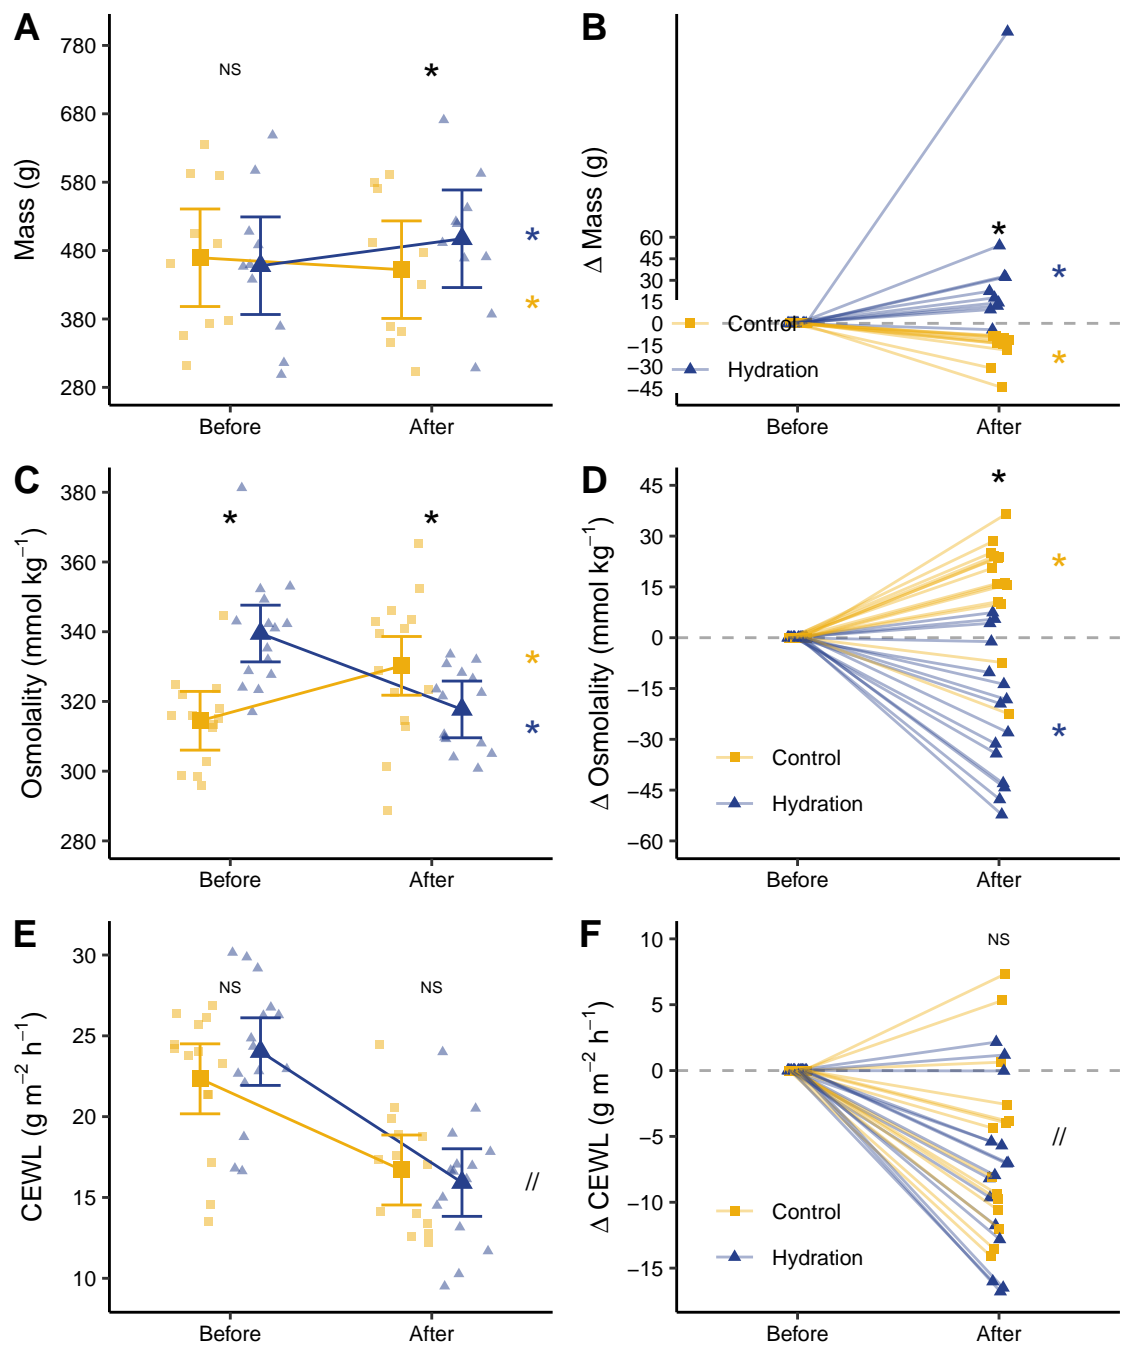 A
Mass (g)
780
680
580
480
380
280
NS
*
*
*
Before
After
B
Δ Mass (g)
60
45
30
15
0
−15
−30
−45
*
*
*
Control
Hydration
Before
After
C
Osmolality (mmol kg−1)
380
360
340
320
300
280
*
*
*
*
Before
After
D
Δ Osmolality (mmol kg−1)
45
30
15
0
−15
−30
−45
−60
*
*
*
Control
Hydration
Before
After
E
CEWL (g m−2 h−1)
30
25
20
15
10
NS
NS
//
Before
After
F
Δ CEWL (g m−2 h−1)
10
5
0
−5
−10
−15
NS
//
Control
Hydration
Before
After